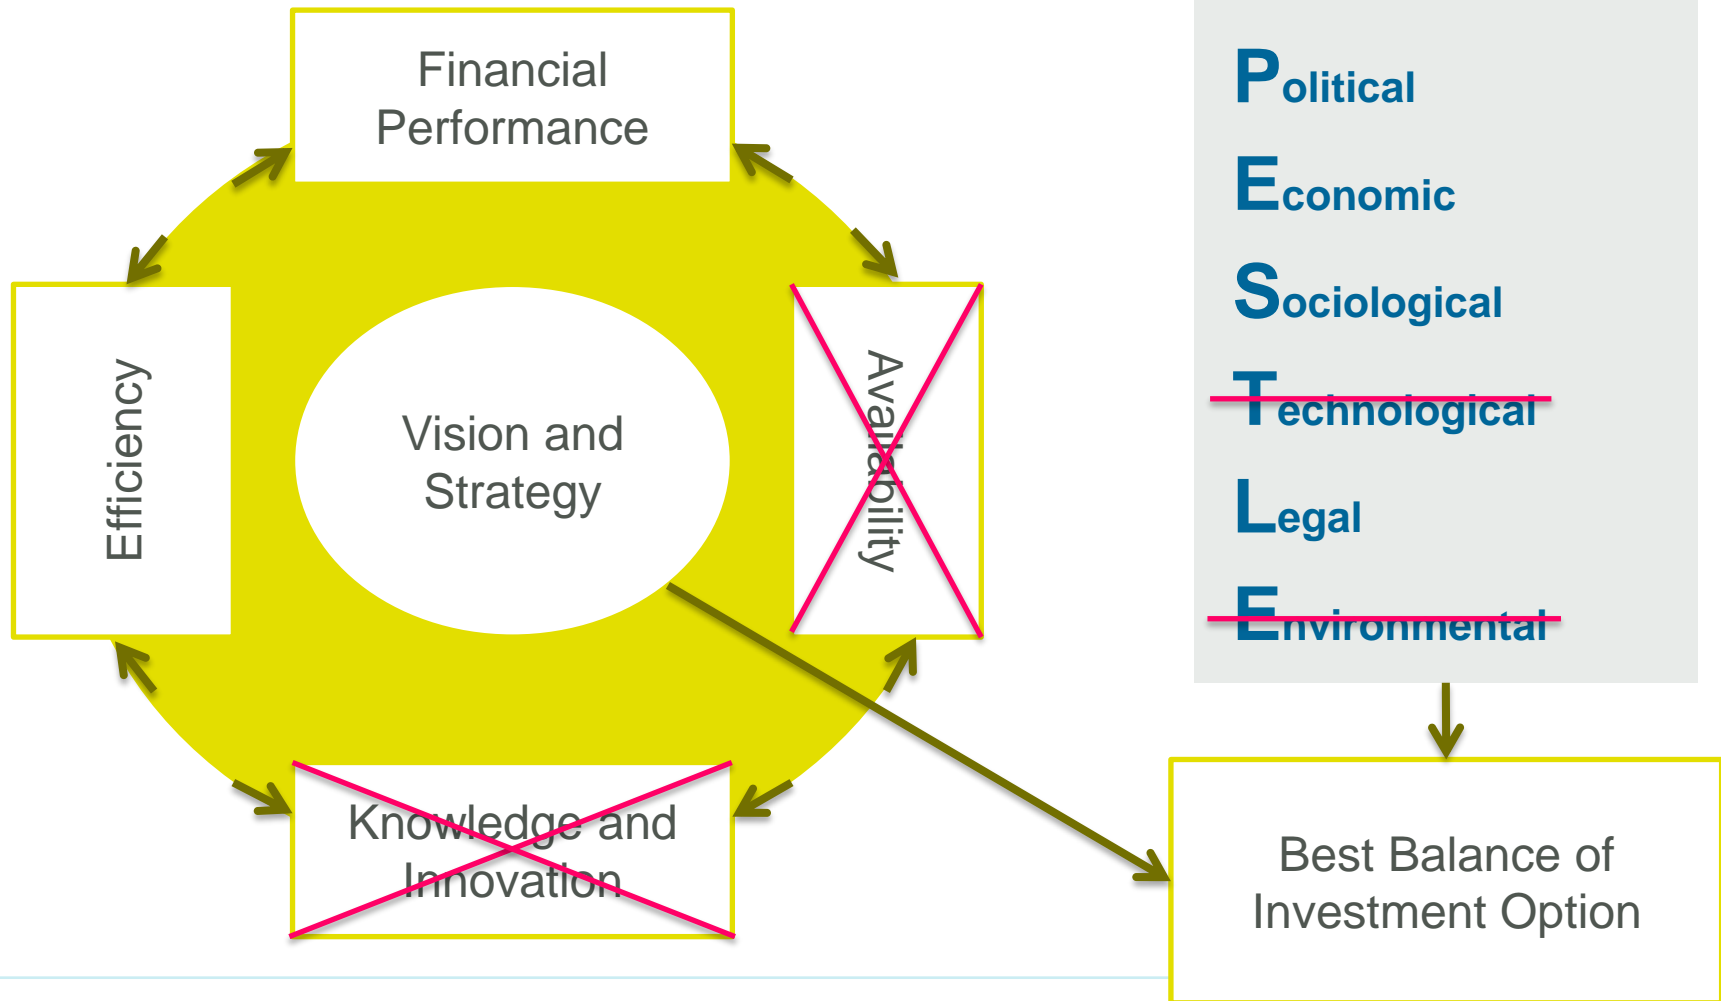 Financial
Performance
Efficiency
Vision and
Strategy
Availability
Knowledge and
Innovation
Political
Economic
Sociological
Technological
Legal
Environmental
Best Balance of
Investment Option